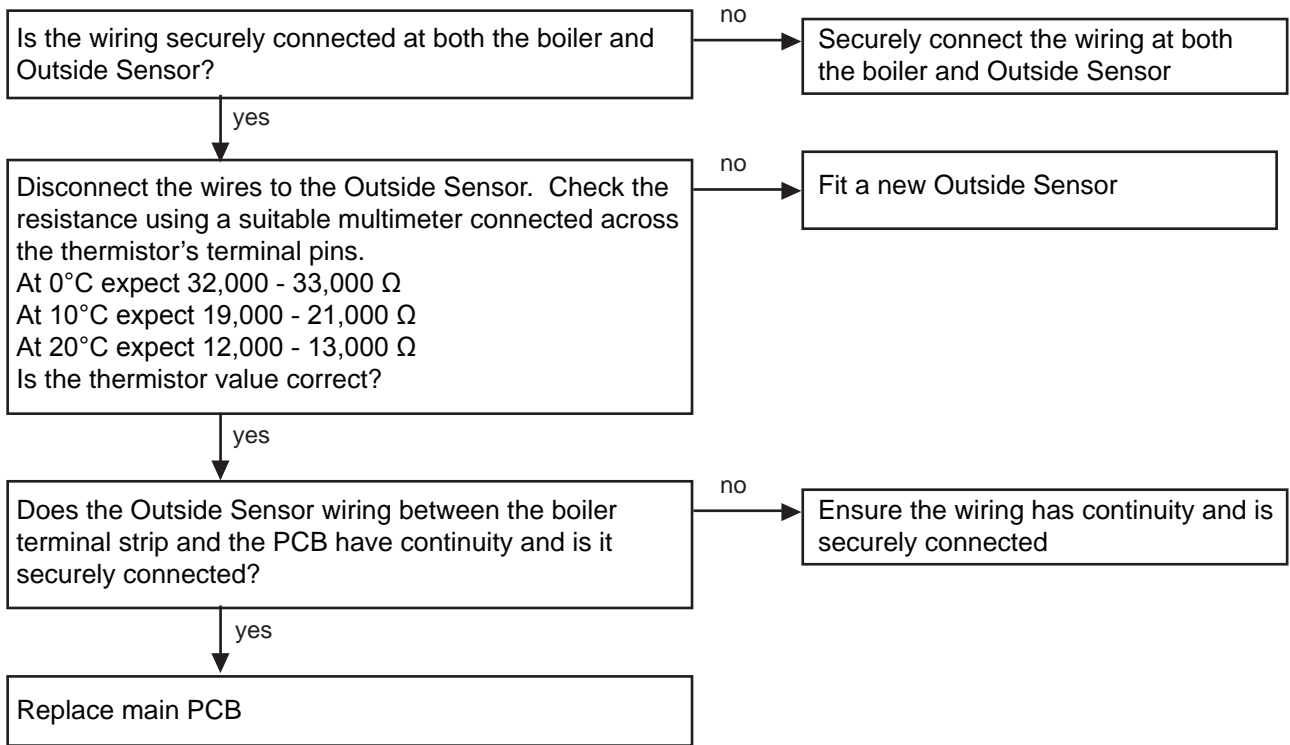 Is the wiring securely connected at both the boiler and
Outside Sensor?
no
Securely connect the wiring at both
the boiler and Outside Sensor
yes
Disconnect the wires to the Outside Sensor.  Check the
resistance using a suitable multimeter connected across
the thermistor’s terminal pins.
At 0°C expect 32,000 - 33,000 Ω
At 10°C expect 19,000 - 21,000 Ω
At 20°C expect 12,000 - 13,000 Ω
Is the thermistor value correct?
no
Fit a new Outside Sensor
yes
Does the Outside Sensor wiring between the boiler
terminal strip and the PCB have continuity and is it
securely connected?
no
Ensure the wiring has continuity and is
securely connected
yes
Replace main PCB